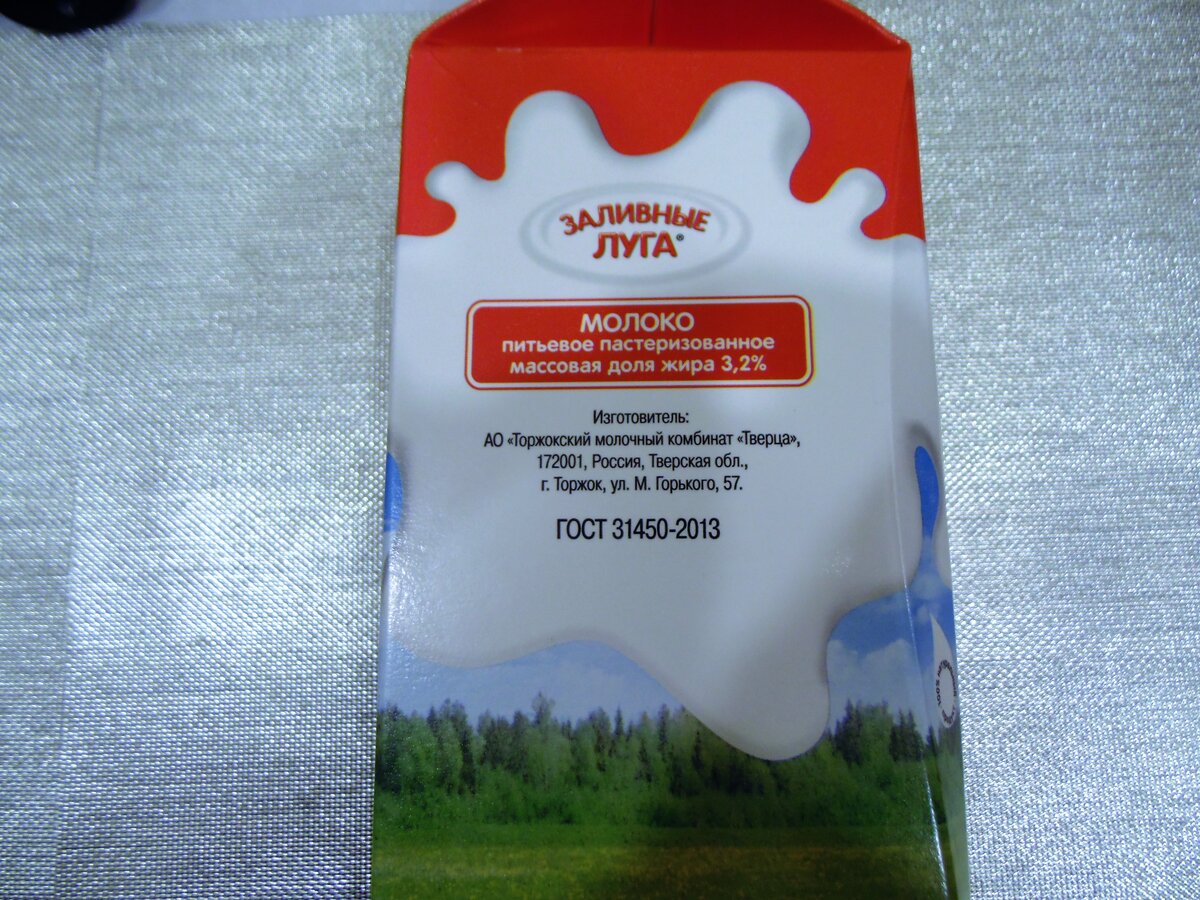 ЗАЛИВНЫЕ
ЛУГА®
МОЛОКО
питьевое пастеризованное
массовая доля жира 3,2%
Изготовитель:
АО «Торжокский молочный комбинат «Тверца»,
172001, Россия, Тверская обл.,
г. Торжок, ул. М. Горького, 57.
ГОСТ 31450-2013
100%